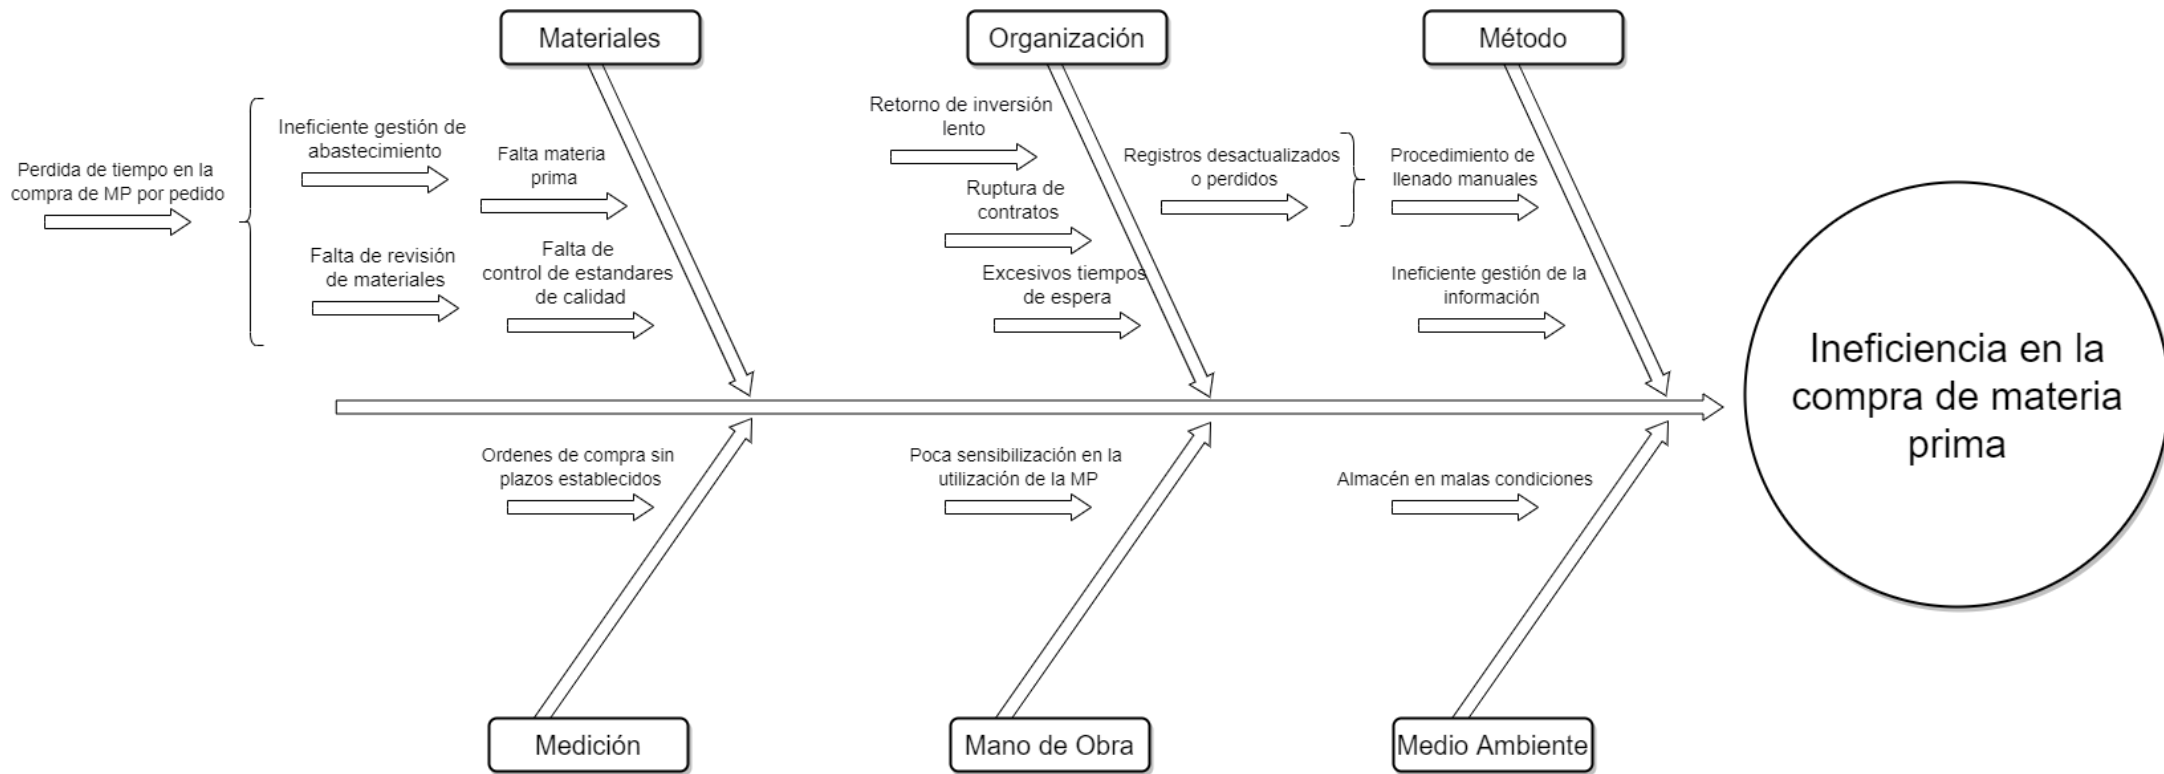 Materiales
Organización
Método
Perdida de tiempo en la
compra de MP por pedido
Ineficiente gestión de
abastecimiento
Falta materia
prima
Falta de revisión
de materiales
Falta de
control de estandares
de calidad
Retorno de inversión
lento
Ruptura de
contratos
Excesivos tiempos
de espera
Registros desactualizados
o perdidos
Procedimiento de
llenado manuales
Ineficiente gestión de la
información
Ineficiencia en la
compra de materia
prima
Ordenes de compra sin
plazos establecidos
Poca sensibilización en la
utilización de la MP
Almacén en malas condiciones
Medición
Mano de Obra
Medio Ambiente